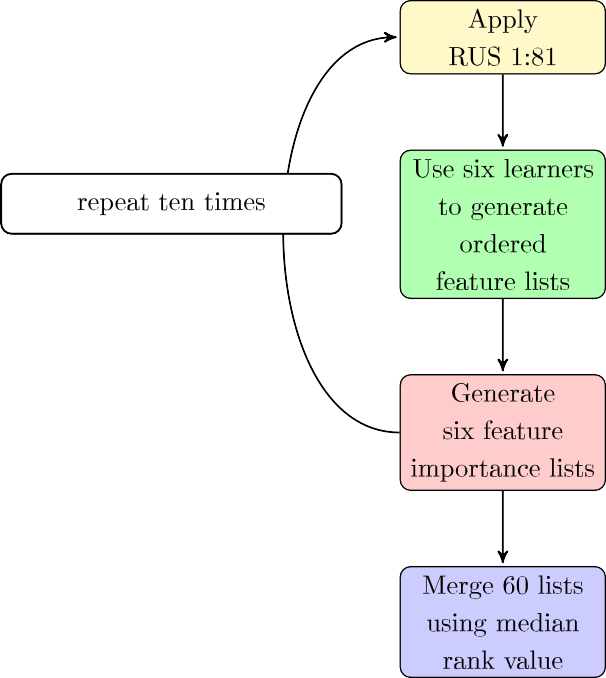 Apply
RUS 1:81
repeat ten times
Use six learners
to generate
ordered
feature lists
Generate
six feature
importance lists
Merge 60 lists
using median
rank value